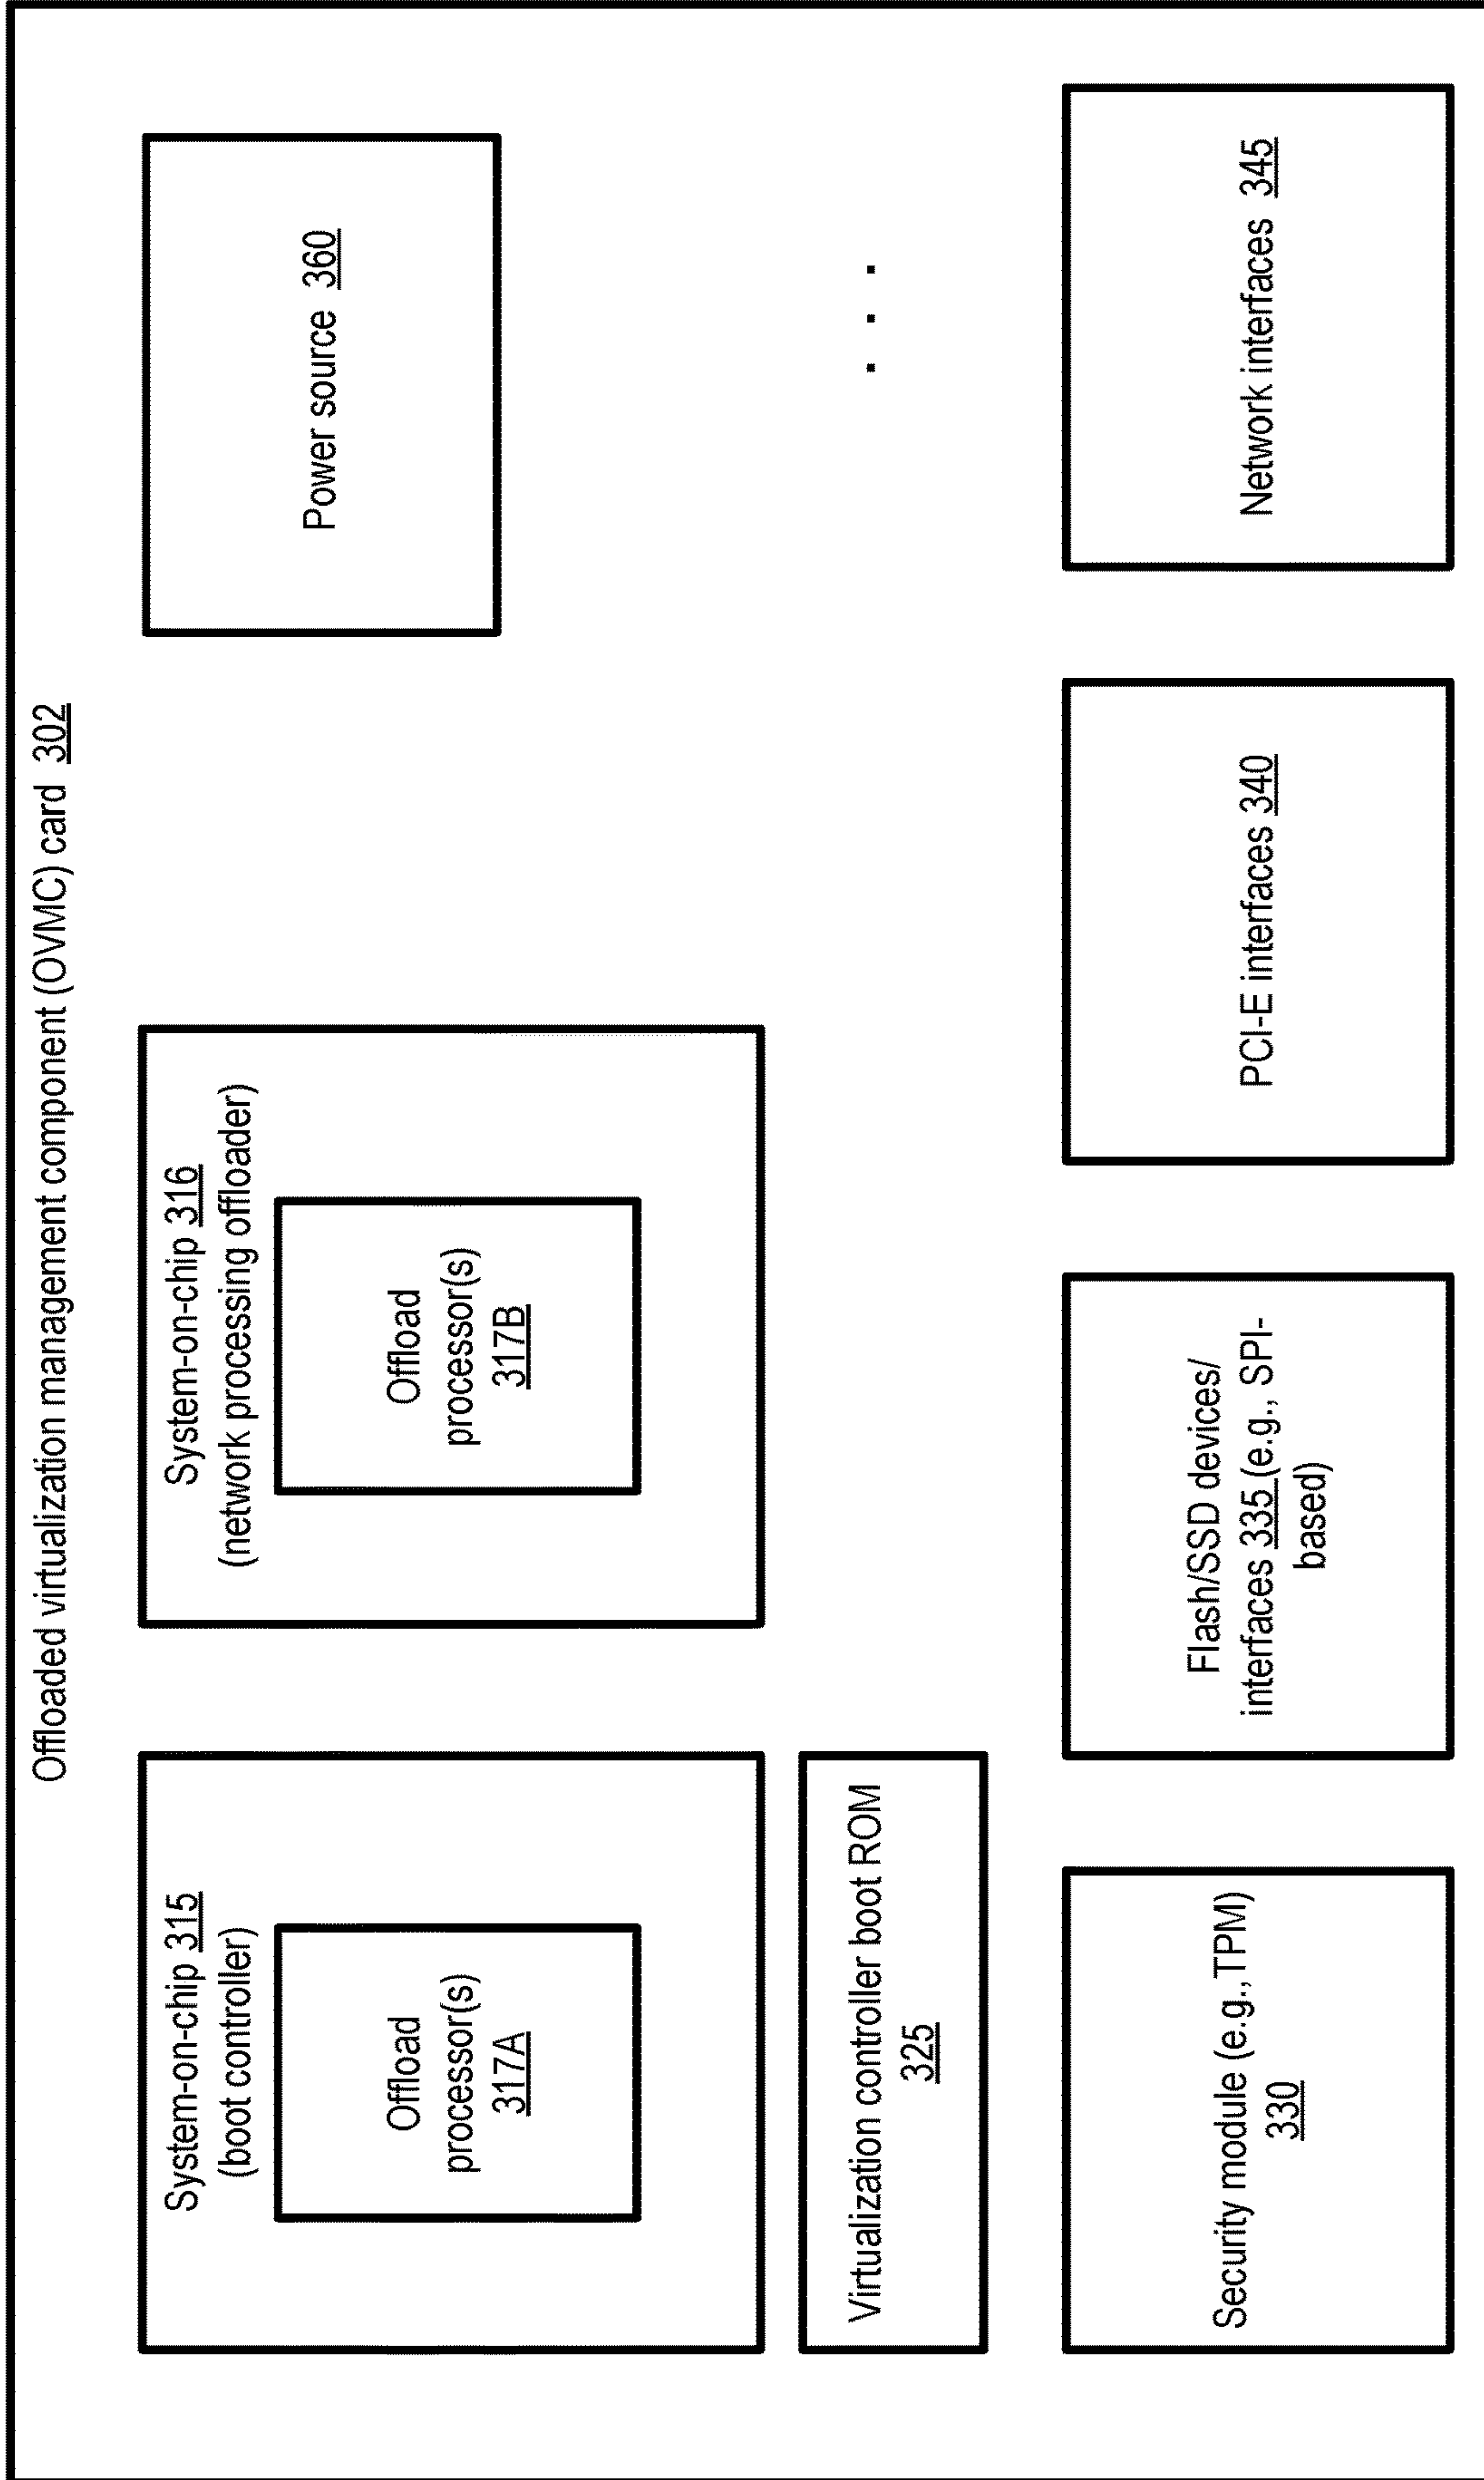 Offloaded virtualization management component (OVMC) card 302
System-on-chip 315
(boot controller)
Offload
processor(s)
317A
System-on-chip 316
(network processing offloader)
Offload
processor(s)
317B
Power source 360
Virtualization controller boot ROM
325
. . .
Security module (e.g.,TPM)
330
Flash/SSD devices/
interfaces 335 (e.g., SPI-
based)
PCI-E interfaces 340
Network interfaces 345